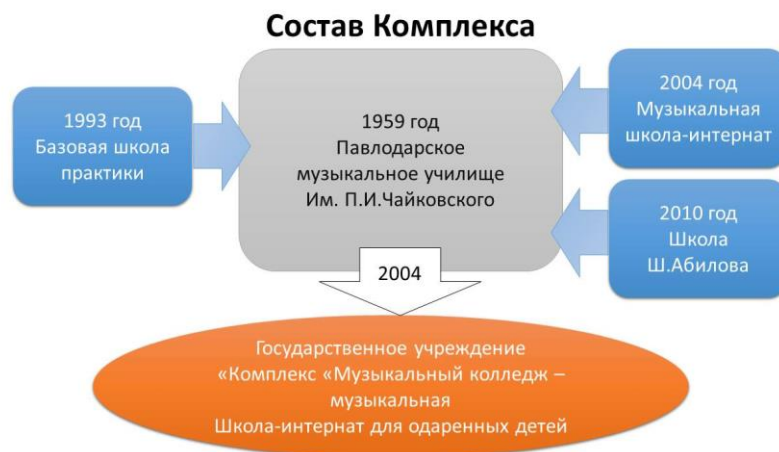 Состав Комплекса
1993 год
Базовая школа
практики
1959 год
Павлодарское
музыкальное училище
Им. П.И.Чайковского
2004 год
Музыкальная
школа-интернат
2010 год
Школа
Ш.Абилова
2004
Государственное учреждение
«Комплекс «Музыкальный колледж –
музыкальная
Школа-интернат для одаренных детей